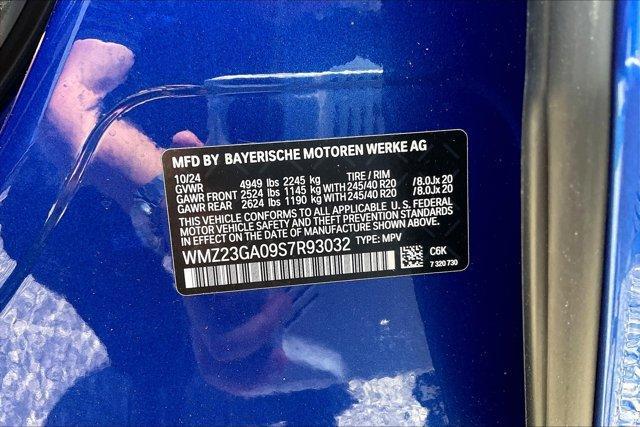 MFD BY BAYERISCHE MOTOREN WERKE AG
10/24 TIRE / RIM
GVWR 4949 lbs 2245 kg
GAWR FRONT 2524 lbs 1145 kg WITH 245/40 R20 /8.0Jx 20
GAWR REAR 2624 lbs 1190 kg WITH 245/40 R20 /8.0Jx 20
THIS VEHICLE CONFORMS TO ALL APPLICABLE U. S. FEDERAL
MOTOR VEHICLE SAFETY AND THEFT PREVENTION STANDARDS
IN EFFECT ON THE DATE OF MANUFACTURE SHOWN ABOVE.
WMZ23GA09S7R93032 TYPE: MPV
C6K
7 320 730